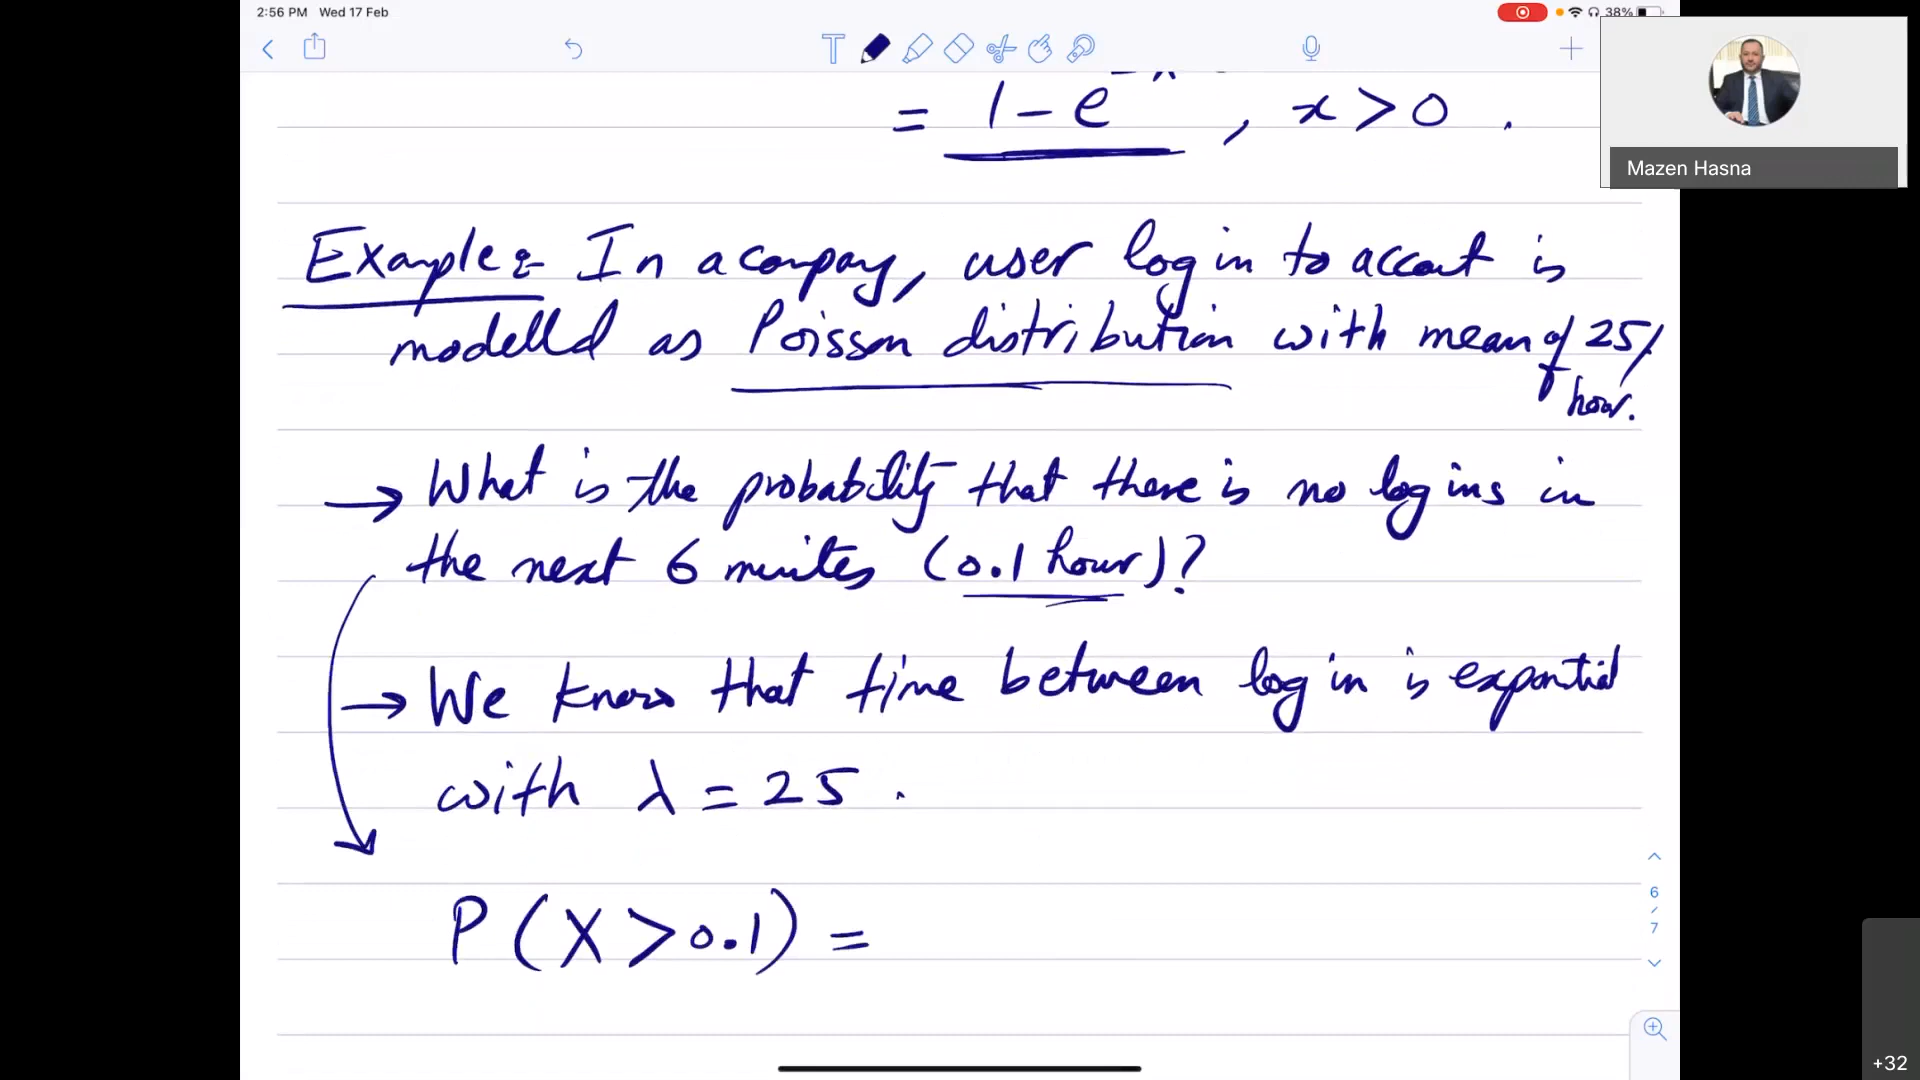 2:56 PM Wed 17 Feb
38%
= 1 - e , x > 0 .
Mazen Hasna
Example: In a company, user log in to account is
modelled as Poisson distribution with mean of 25/
hour.
→ What is the probability that there is no log ins in
the next 6 minutes (0.1 hour)?
→ We know that time between log in is exponential
with λ = 25 .
P(X > 0.1) =
6
/
7
+32